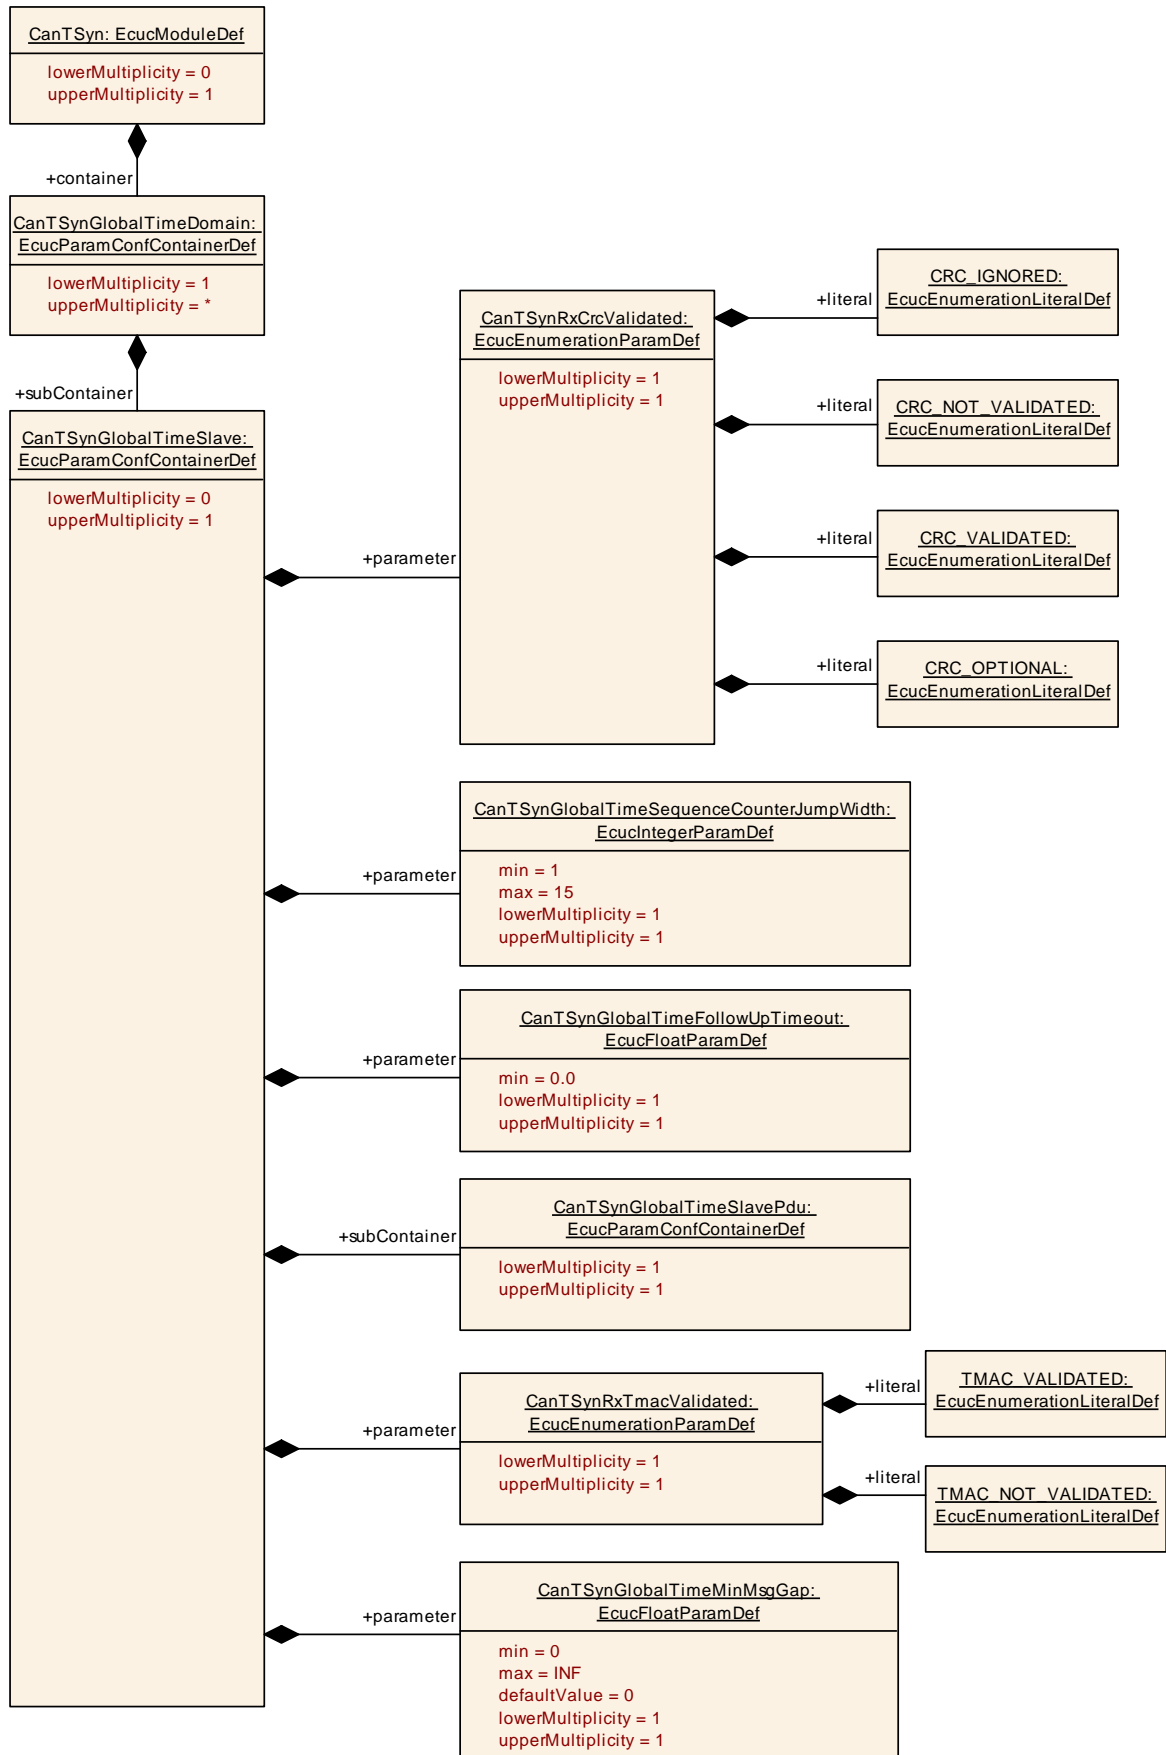 CanTSyn: EcucModuleDef
lowerMultiplicity = 0
upperMultiplicity = 1
+container
CanTSynGlobalTimeDomain:
EcucParamConfContainerDef
lowerMultiplicity = 1
upperMultiplicity = *
+subContainer
CanTSynGlobalTimeSlave:
EcucParamConfContainerDef
lowerMultiplicity = 0
upperMultiplicity = 1
+parameter
CanTSynRxCrcValidated:
EcucEnumerationParamDef
lowerMultiplicity = 1
upperMultiplicity = 1
+literal
CRC_IGNORED:
EcucEnumerationLiteralDef
+literal
CRC_NOT_VALIDATED:
EcucEnumerationLiteralDef
+literal
CRC_VALIDATED:
EcucEnumerationLiteralDef
+literal
CRC_OPTIONAL:
EcucEnumerationLiteralDef
+parameter
CanTSynGlobalTimeSequenceCounterJumpWidth:
EcucIntegerParamDef
min = 1
max = 15
lowerMultiplicity = 1
upperMultiplicity = 1
+parameter
CanTSynGlobalTimeFollowUpTimeout:
EcucFloatParamDef
min = 0.0
lowerMultiplicity = 1
upperMultiplicity = 1
+subContainer
CanTSynGlobalTimeSlavePdu:
EcucParamConfContainerDef
lowerMultiplicity = 1
upperMultiplicity = 1
+parameter
CanTSynRxTmacValidated:
EcucEnumerationParamDef
lowerMultiplicity = 1
upperMultiplicity = 1
+literal
TMAC_VALIDATED:
EcucEnumerationLiteralDef
+literal
TMAC_NOT_VALIDATED:
EcucEnumerationLiteralDef
+parameter
CanTSynGlobalTimeMinMsgGap:
EcucFloatParamDef
min = 0
max = INF
defaultValue = 0
lowerMultiplicity = 1
upperMultiplicity = 1